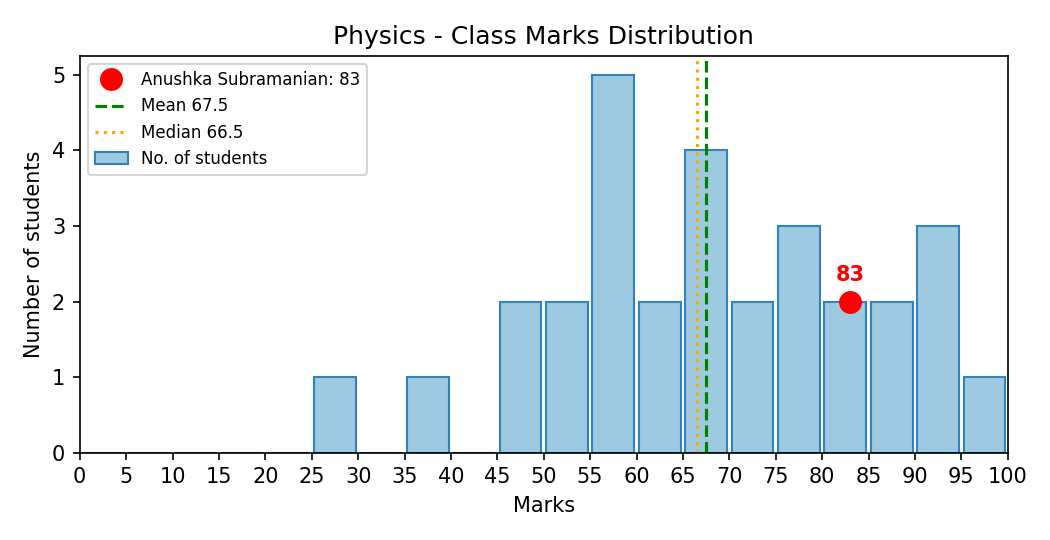 Physics - Class Marks Distribution
Anushka Subramanian: 83
Mean 67.5
Median 66.5
No. of students
83
Number of students
5
4
3
2
1
0
0 5 10 15 20 25 30 35 40 45 50 55 60 65 70 75 80 85 90 95 100
Marks